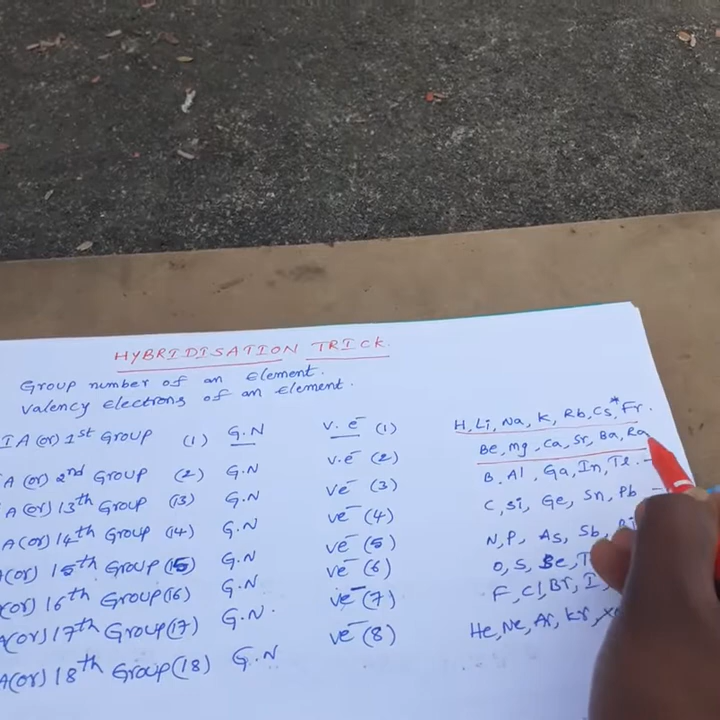 HYBRIDISATION TRICK.
Group number of an Element.
Valency electrons of an Element.
IA (or) 1st Group (1) G.N v.e- (1) H, Li, Na, K, Rb, Cs,* Fr.
A (or) 2nd Group (2) G.N v.e- (2) Be, Mg, Ca, Sr, Ba, Ra
A (or) 13th Group (13) G.N ve- (3) B, Al, Ga, In, Tl.
A (or) 14th Group (14) G.N ve- (4) C, Si, Ge, Sn, Pb
(or) 15th Group (15) G.N ve- (5) N, P, As, Sb, Bi
(or) 16th Group (16) G.N ve- (6) O, S, Se, T
A(or) 17th Group (17) G.N. ve- (7) F, Cl, Br, I,
A(or) 18th Group (18) G.N ve- (8) He, Ne, Ar, Kr, Xe